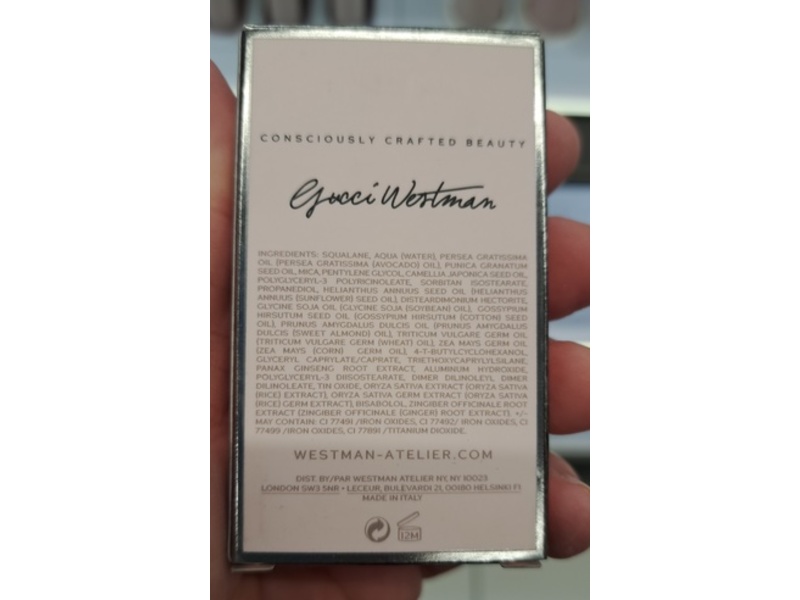 CONSCIOUSLY CRAFTED BEAUTY
Gucci Westman
INGREDIENTS: SQUALANE, AQUA (WATER), PERSEA GRATISSIMA
OIL (PERSEA GRATISSIMA (AVOCADO) OIL), PUNICA GRANATUM
SEED OIL, MICA, PENTYLENE GLYCOL, CAMELLIA JAPONICA SEED OIL,
POLYGLYCERYL-3 POLYRICINOLEATE, SORBITAN ISOSTEARATE,
PROPANEDIOL, HELIANTHUS ANNUUS SEED OIL (HELIANTHUS
ANNUUS (SUNFLOWER) SEED OIL), DISTEARDIMONIUM HECTORITE,
GLYCINE SOJA OIL (GLYCINE SOJA (SOYBEAN) OIL), GOSSYPIUM
HIRSUTUM SEED OIL (GOSSYPIUM HIRSUTUM (COTTON) SEED
OIL), PRUNUS AMYGDALUS DULCIS OIL (PRUNUS AMYGDALUS
DULCIS (SWEET ALMOND) OIL), TRITICUM VULGARE GERM OIL
(TRITICUM VULGARE GERM (WHEAT) OIL), ZEA MAYS GERM OIL
(ZEA MAYS (CORN) GERM OIL), 4-T-BUTYLCYCLOHEXANOL,
GLYCERYL CAPRYLATE/CAPRATE, TRIETHOXYCAPRYLYLSILANE,
PANAX GINSENG ROOT EXTRACT, ALUMINUM HYDROXIDE,
POLYGLYCERYL-3 DIISOSTEARATE, DIMER DILINOLEYL DIMER
DILINOLEATE, TIN OXIDE, ORYZA SATIVA EXTRACT (ORYZA SATIVA
(RICE) EXTRACT), ORYZA SATIVA GERM EXTRACT (ORYZA SATIVA
(RICE) GERM EXTRACT), BISABOLOL, ZINGIBER OFFICINALE ROOT
EXTRACT (ZINGIBER OFFICINALE (GINGER) ROOT EXTRACT). +/-
MAY CONTAIN: CI 77491 /IRON OXIDES, CI 77492/ IRON OXIDES, CI
77499 /IRON OXIDES, CI 77891 /TITANIUM DIOXIDE.
WESTMAN-ATELIER.COM
DIST. BY/PAR WESTMAN ATELIER NY, NY 10023
LONDON SW3 5NR • LECEUR, BULEVARDI 21, 00180 HELSINKI FI
MADE IN ITALY
12M